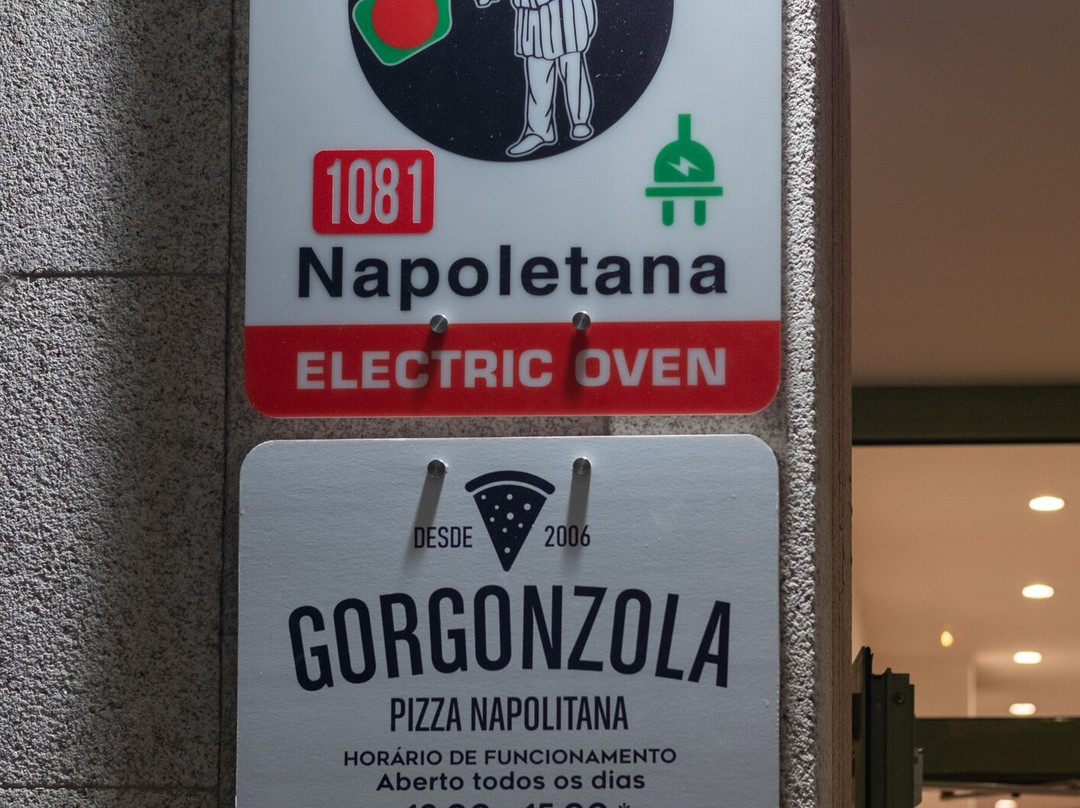 1081
Napoletana
ELECTRIC OVEN
DESDE 2006
GORGONZOLA
PIZZA NAPOLITANA
HORÁRIO DE FUNCIONAMENTO
Aberto todos os dias